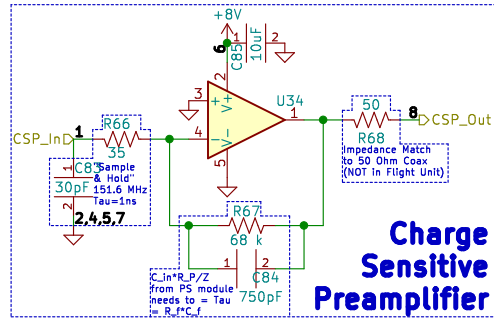 +8V
6
1
2
C85
10uF
2
U34
3
+
V+
1
4
-
V-
5
CSP_In
1
R66
35
C83
1
30pF
2
"Sample
& Hold"
151.6 MHz
Tau=1ns
2,4,5,7
50
R68
8
CSP_Out
Impedance Match
to 50 Ohm Coax
(NOT in Flight Unit)
R67
68 k
1
2
C84
750pF
C_in*R_P/Z
from PS module
needs to = Tau
= R_f*C_f
Charge
Sensitive
Preamplifier